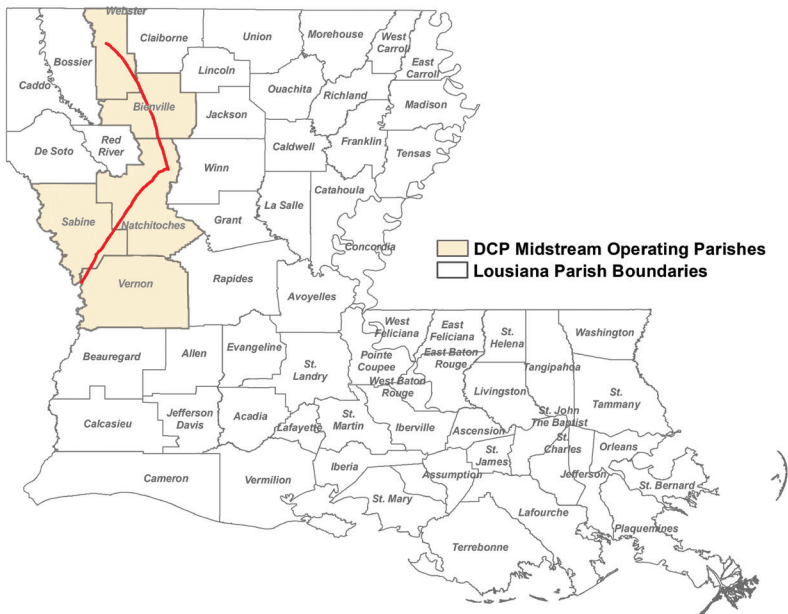 Webster
Claiborne
Union
Morehouse
West
Carroll
East
Carroll
Bossier
Caddo
Lincoln
Ouachita
Richland
Madison
Bienville
Jackson
De Soto
Red
River
Winn
Caldwell
Franklin
Tensas
Catahoula
La Salle
Grant
Sabine
Natchitoches
Concordia
Vernon
Rapides
Avoyelles
DCP Midstream Operating Parishes
Lousiana Parish Boundaries
Beauregard
Allen
Evangeline
St.
Landry
West
Feliciana
East
Feliciana
St.
Helena
Washington
Pointe
Coupee
East Baton
Rouge
Tangipahoa
West Baton
Rouge
Livingston
St.
Tammany
Calcasieu
Jefferson
Davis
Acadia
Lafayette
St.
Martin
Iberville
Ascension
St. John
The Baptist
St.
Charles
Orleans
St.
James
Cameron
Vermilion
Iberia
Assumption
Jefferson
St. Bernard
St. Mary
Lafourche
Plaquemines
Terrebonne